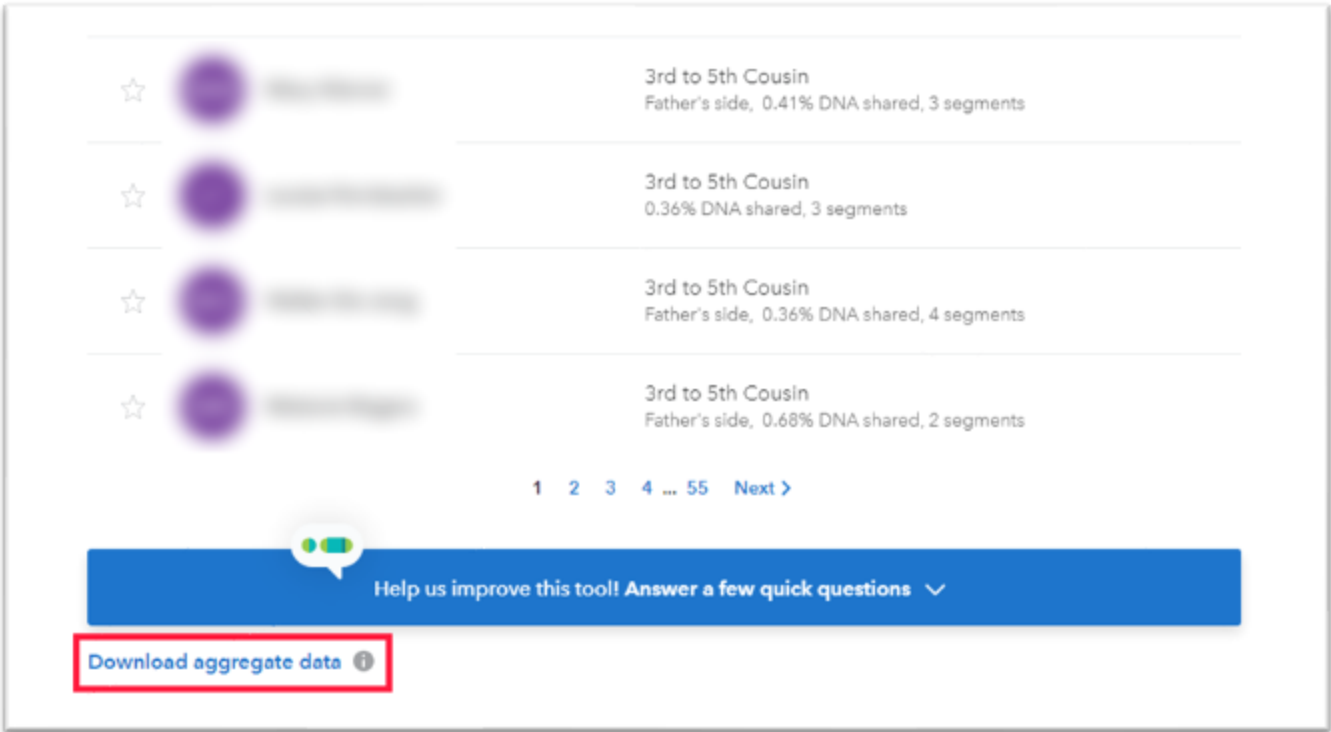 3rd to 5th Cousin
Father's side, 0.41% DNA shared, 3 segments
3rd to 5th Cousin
0.36% DNA shared, 3 segments
3rd to 5th Cousin
Father's side, 0.36% DNA shared, 4 segments
3rd to 5th Cousin
Father's side, 0.68% DNA shared, 2 segments
1 2 3 4 ... 55 Next >
Help us improve this tool! Answer a few quick questions
Download aggregate data